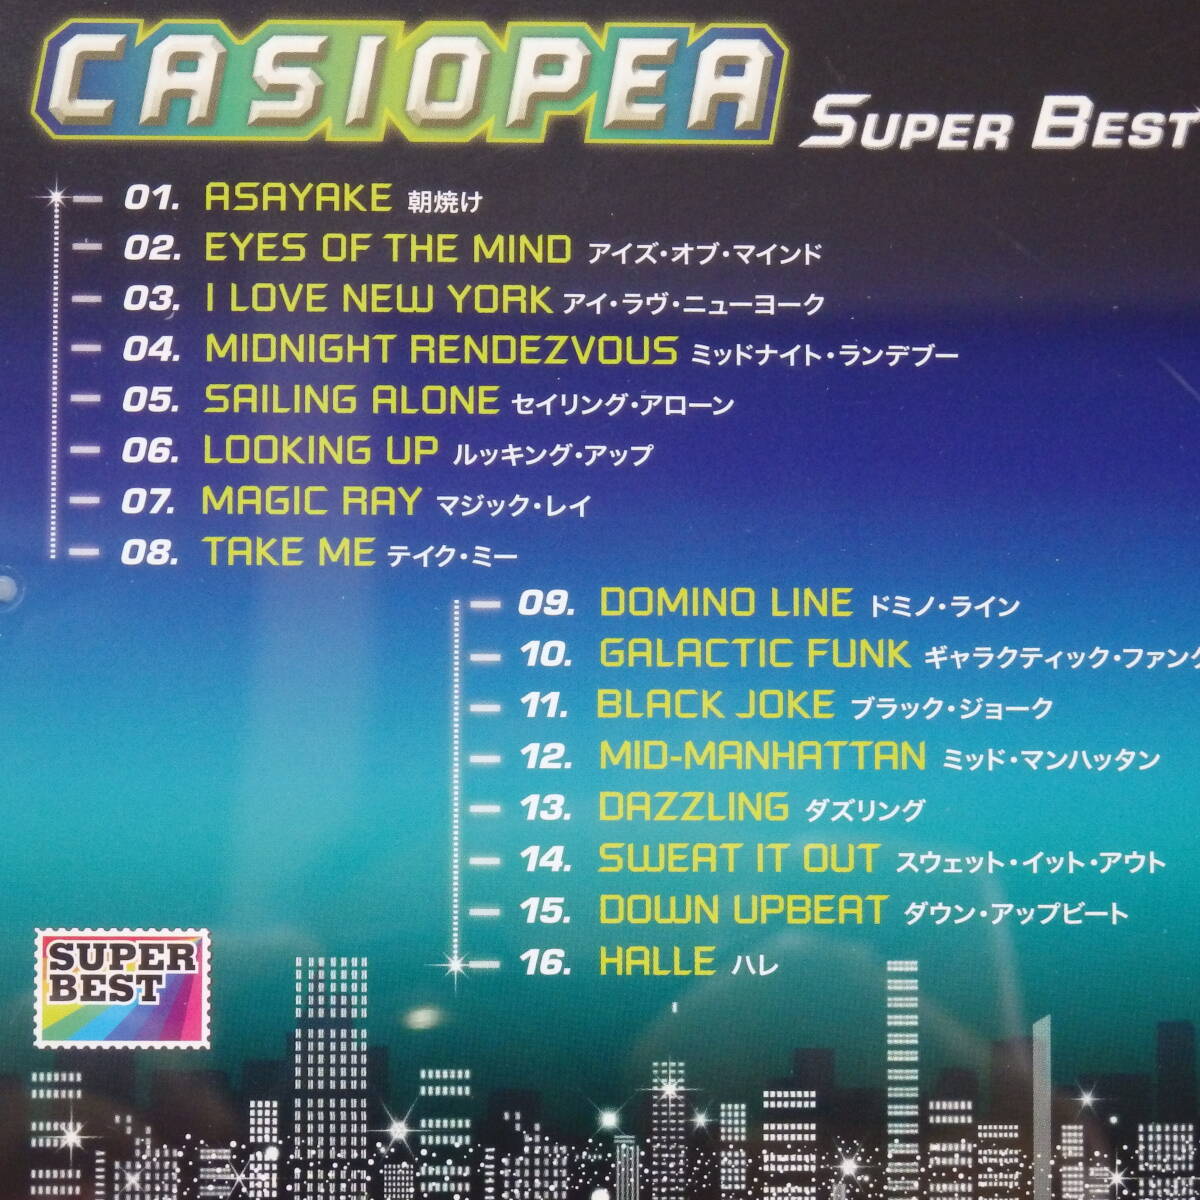 CASIOPEA SUPER BEST
01. ASAYAKE 朝焼け
02. EYES OF THE MIND アイズ・オブ・マインド
03. I LOVE NEW YORK アイ・ラヴ・ニューヨーク
04. MIDNIGHT RENDEZVOUS ミッドナイト・ランデブー
05. SAILING ALONE セイリング・アローン
06. LOOKING UP ルッキング・アップ
07. MAGIC RAY マジック・レイ
08. TAKE ME テイク・ミー
09. DOMINO LINE ドミノ・ライン
10. GALACTIC FUNK ギャラクティック・ファンク
11. BLACK JOKE ブラック・ジョーク
12. MID-MANHATTAN ミッド・マンハッタン
13. DAZZLING ダズリング
14. SWEAT IT OUT スウェット・イット・アウト
15. DOWN UPBEAT ダウン・アップビート
16. HALLE ハレ
SUPER
BEST